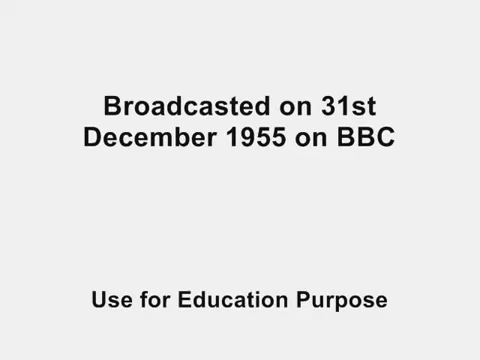 Broadcasted on 31st
December 1955 on BBC
Use for Education Purpose